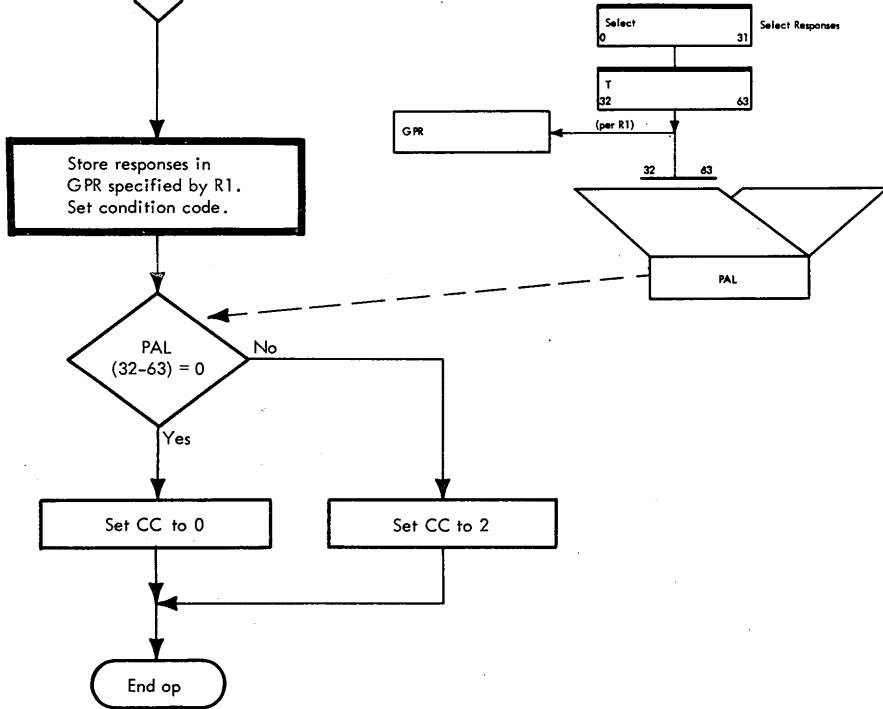 Select
0 31
Select Responses
T
32 63
GPR
(per R1)
32 63
PAL
Store responses in
GPR specified by R1.
Set condition code.
PAL
(32-63) = 0
No
Yes
Set CC to 0
Set CC to 2
End op